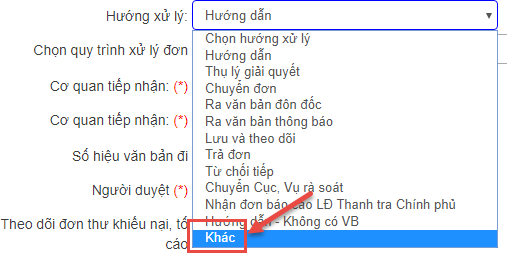 Hướng xử lý: Hướng dẫn
Chọn hướng xử lý
Chọn quy trình xử lý đơn
Hướng dẫn
Thụ lý giải quyết
Cơ quan tiếp nhận: (*)
Chuyển đơn
Ra văn bản đôn đốc
Cơ quan tiếp nhận: (*)
Ra văn bản thông báo
Lưu và theo dõi
Số hiệu văn bản đi
Trả đơn
Từ chối tiếp
Người duyệt (*)
Chuyển Cục, Vụ rà soát
Nhận đơn báo cáo LĐ Thanh tra Chính phủ
Theo dõi đơn thư khiếu nại, tố
cáo
Hướng dẫn - Không có VB
Khác